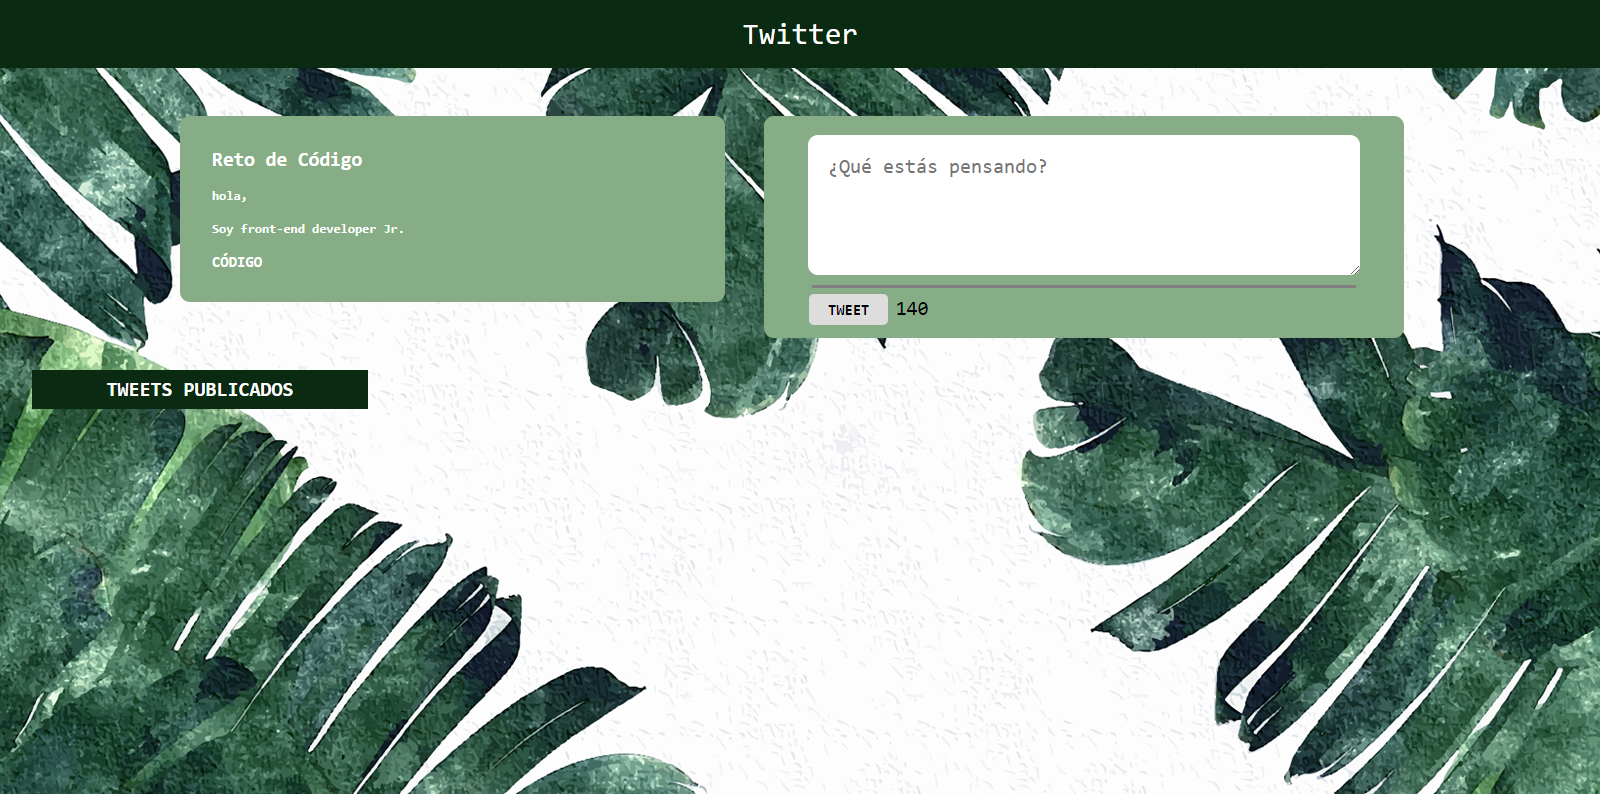 Twitter
Reto de Código
hola,
Soy front-end developer Jr.
CÓDIGO
¿Qué estás pensando?
TWEET 140
TWEETS PUBLICADOS